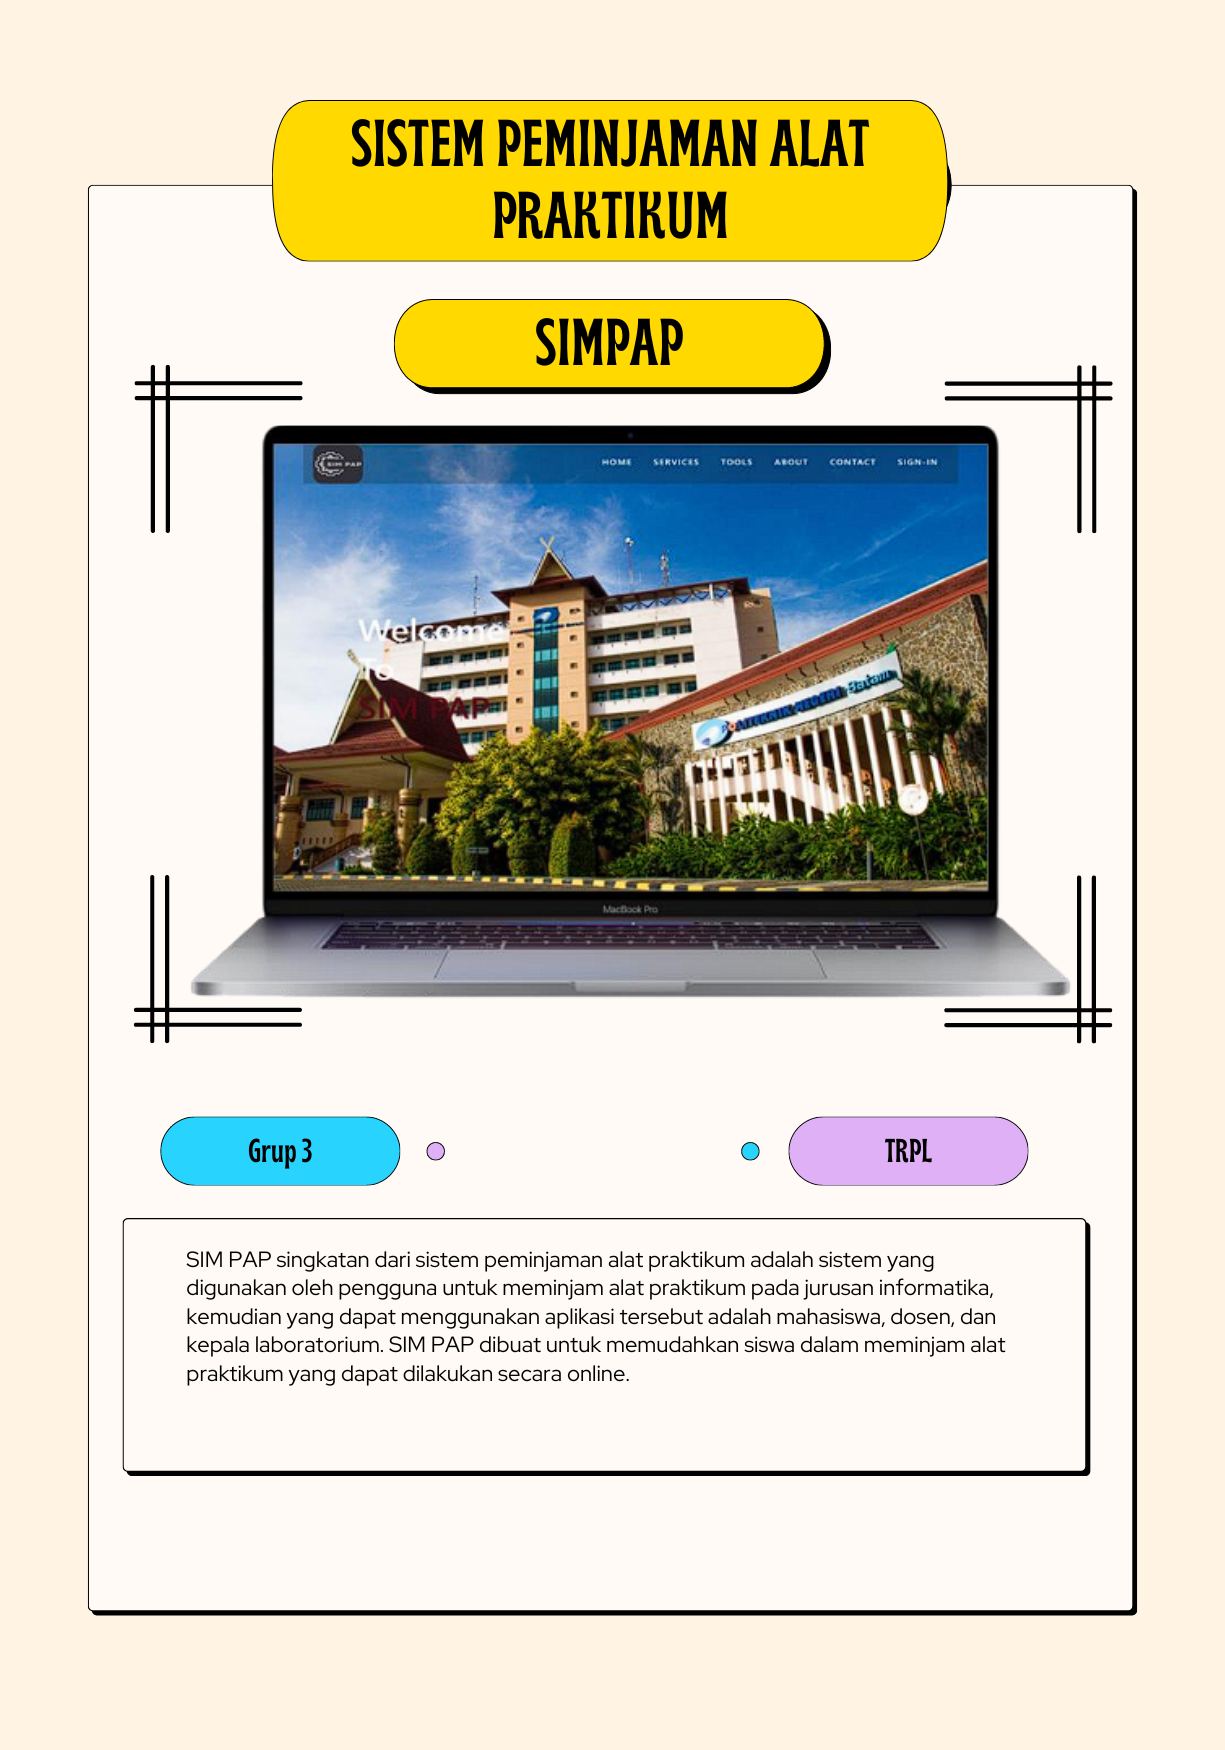 SISTEM PEMINJAMAN ALAT
PRAKTIKUM
SIMPAP
SIM PAP
HOME SERVICES TOOLS ABOUT CONTACT SIGN-IN
Welcome
To
SIM PAP
POLITEKNIK NEGERI Batam
MacBook Pro
Grup 3
TRPL
SIM PAP singkatan dari sistem peminjaman alat praktikum adalah sistem yang
digunakan oleh pengguna untuk meminjam alat praktikum pada jurusan informatika,
kemudian yang dapat menggunakan aplikasi tersebut adalah mahasiswa, dosen, dan
kepala laboratorium. SIM PAP dibuat untuk memudahkan siswa dalam meminjam alat
praktikum yang dapat dilakukan secara online.